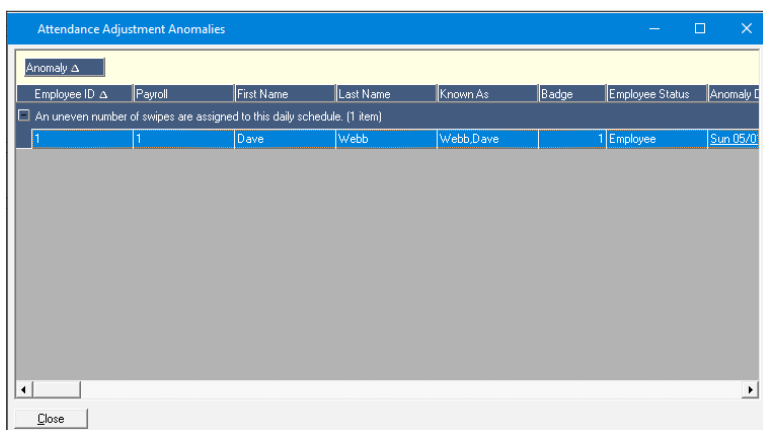 Attendance Adjustment Anomalies
Anomaly
Employee ID Payroll First Name Last Name Known As Badge Employee Status Anomaly D
An uneven number of swipes are assigned to this daily schedule. (1 item)
1 1 Dave Webb Webb,Dave 1 Employee Sun 05/0
Close